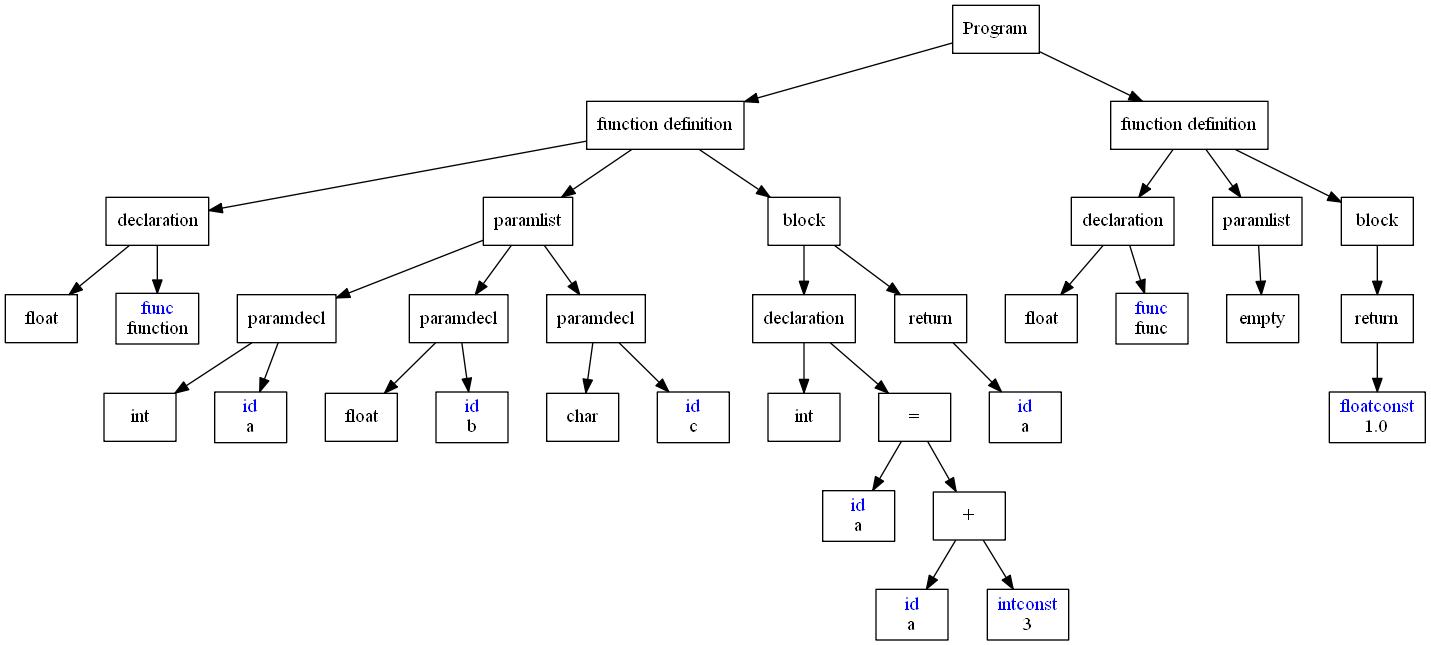 Program
function definition
function definition
declaration
paramlist
block
declaration
paramlist
block
float
func
function
paramdecl
paramdecl
paramdecl
declaration
return
float
func
func
empty
return
int
id
a
float
id
b
char
id
c
int
=
id
a
floatconst
1.0
id
a
+
id
a
intconst
3